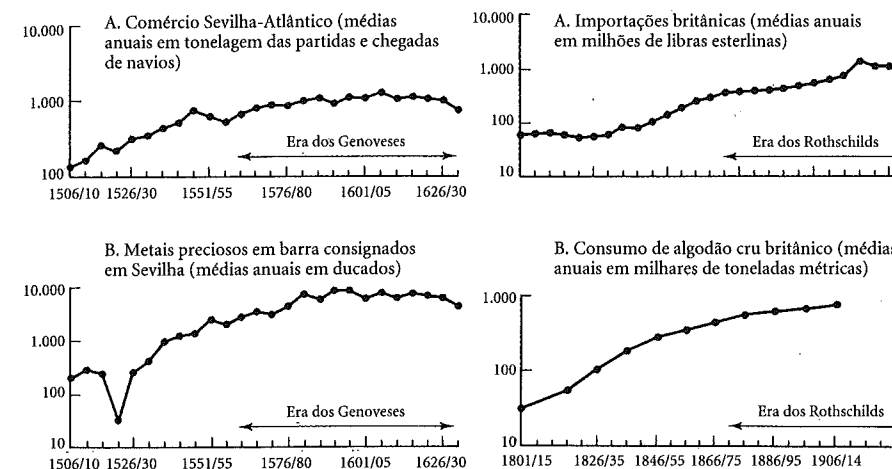 A. Comércio Sevilha-Atlântico (médias
anuais em tonelagem das partidas e chegadas
de navios)
10.000
1.000
100
Era dos Genoveses
1506/10 1526/30 1551/55 1576/80 1601/05 1626/30
A. Importações britânicas (médias anuais
em milhões de libras esterlinas)
10.000
1.000
100
10
Era dos Rothschilds
B. Metais preciosos em barra consignados
em Sevilha (médias anuais em ducados)
10.000
1.000
100
10
Era dos Genoveses
1506/10 1526/30 1551/55 1576/80 1601/05 1626/30
B. Consumo de algodão cru britânico (médias
anuais em milhares de toneladas métricas)
1.000
100
10
Era dos Rothschilds
1801/15 1826/35 1846/55 1866/75 1886/95 1906/14